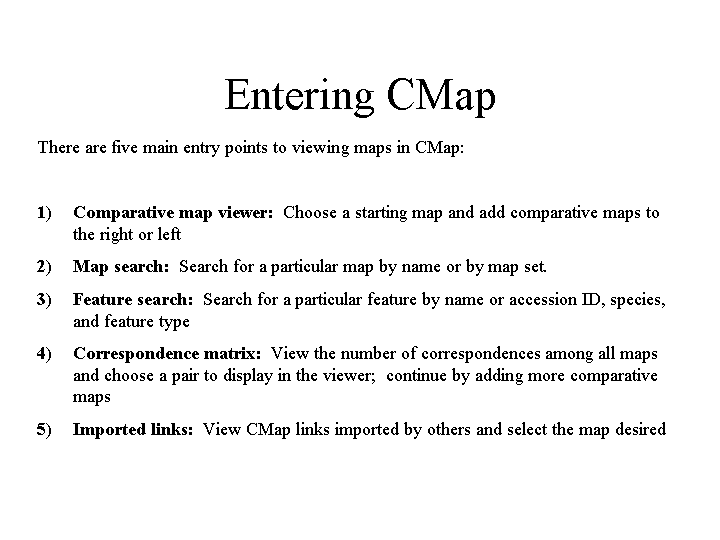 Entering CMap
There are five main entry points to viewing maps in CMap:
1) Comparative map viewer: Choose a starting map and add comparative maps to
the right or left
2) Map search: Search for a particular map by name or by map set.
3) Feature search: Search for a particular feature by name or accession ID, species,
and feature type
4) Correspondence matrix: View the number of correspondences among all maps
and choose a pair to display in the viewer; continue by adding more comparative
maps
5) Imported links: View CMap links imported by others and select the map desired